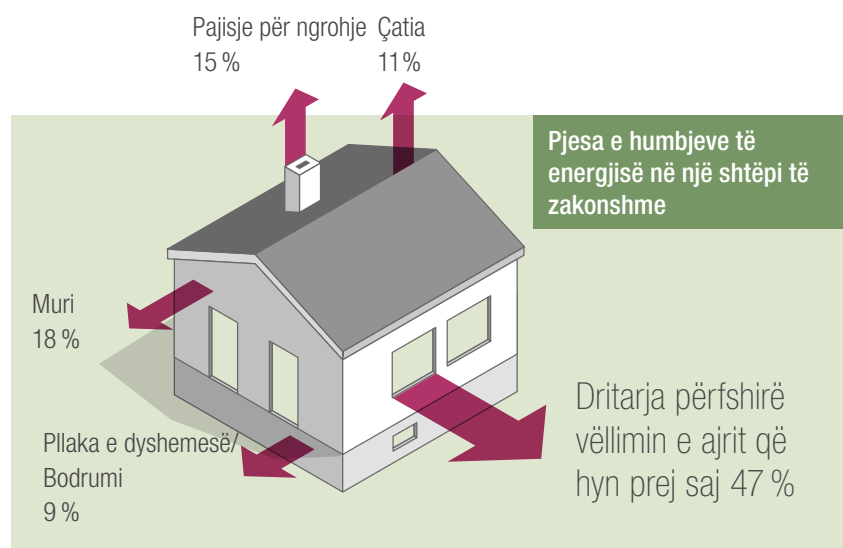 Pajisje për ngrohje
15 %
Çatia
11 %
Pjesa e humbjeve të
energjisë në një shtëpi të
zakonshme
Muri
18 %
Dritarja përfshirë
vëllimin e ajrit që
hyn prej saj 47 %
Pllaka e dyshemesë/
Bodrumi
9 %